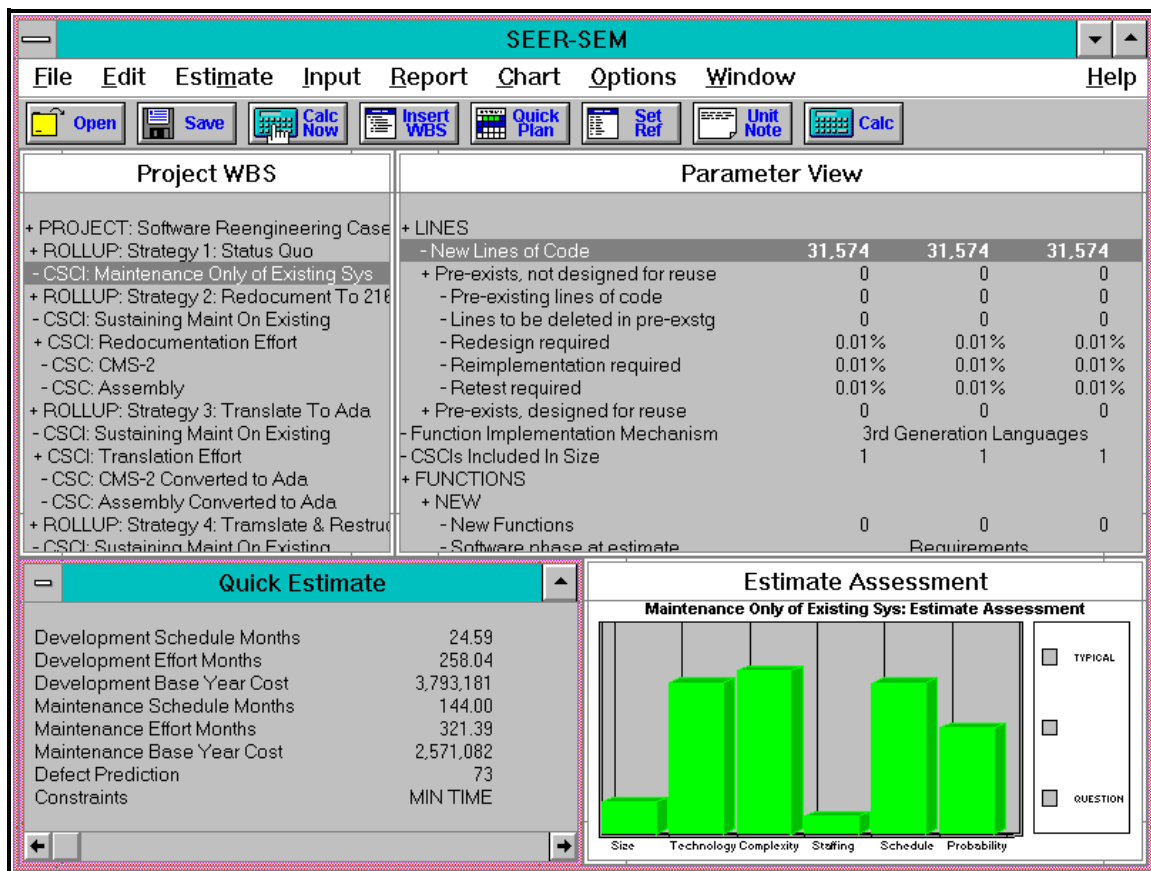 SEER-SEM
File Edit Estimate Input Report Chart Options Window Help
Open Save Calc Now Insert WBS Quick Plan Set Ref Unit Note Calc
Project WBS
+ PROJECT: Software Reengineering Case
+ ROLLUP: Strategy 1: Status Quo
- CSCI: Maintenance Only of Existing Sys
+ ROLLUP: Strategy 2: Redocument To 216
- CSCI: Sustaining Maint On Existing
+ CSCI: Redocumentation Effort
- CSC: CMS-2
- CSC: Assembly
+ ROLLUP: Strategy 3: Translate To Ada
- CSCI: Sustaining Maint On Existing
+ CSCI: Translation Effort
- CSC: CMS-2 Converted to Ada
- CSC: Assembly Converted to Ada
+ ROLLUP: Strategy 4: Tramslate & Restruc
- CSCI: Sustaining Maint On Existing
Parameter View
+ LINES
- New Lines of Code 31,574 31,574 31,574
+ Pre-exists, not designed for reuse 0 0 0
- Pre-existing lines of code 0 0 0
- Lines to be deleted in pre-exstg 0 0 0
- Redesign required 0.01% 0.01% 0.01%
- Reimplementation required 0.01% 0.01% 0.01%
- Retest required 0.01% 0.01% 0.01%
+ Pre-exists, designed for reuse 0 0 0
- Function Implementation Mechanism 3rd Generation Languages
- CSCIs Included In Size 1 1 1
+ FUNCTIONS
+ NEW
- New Functions 0 0 0
- Software phase at estimate Requirements
Quick Estimate
Development Schedule Months 24.59
Development Effort Months 258.04
Development Base Year Cost 3,793,181
Maintenance Schedule Months 144.00
Maintenance Effort Months 321.39
Maintenance Base Year Cost 2,571,082
Defect Prediction 73
Constraints MIN TIME
Estimate Assessment
Maintenance Only of Existing Sys: Estimate Assessment
TYPICAL
QUESTION
Size Technology Complexity Staffing Schedule Probability